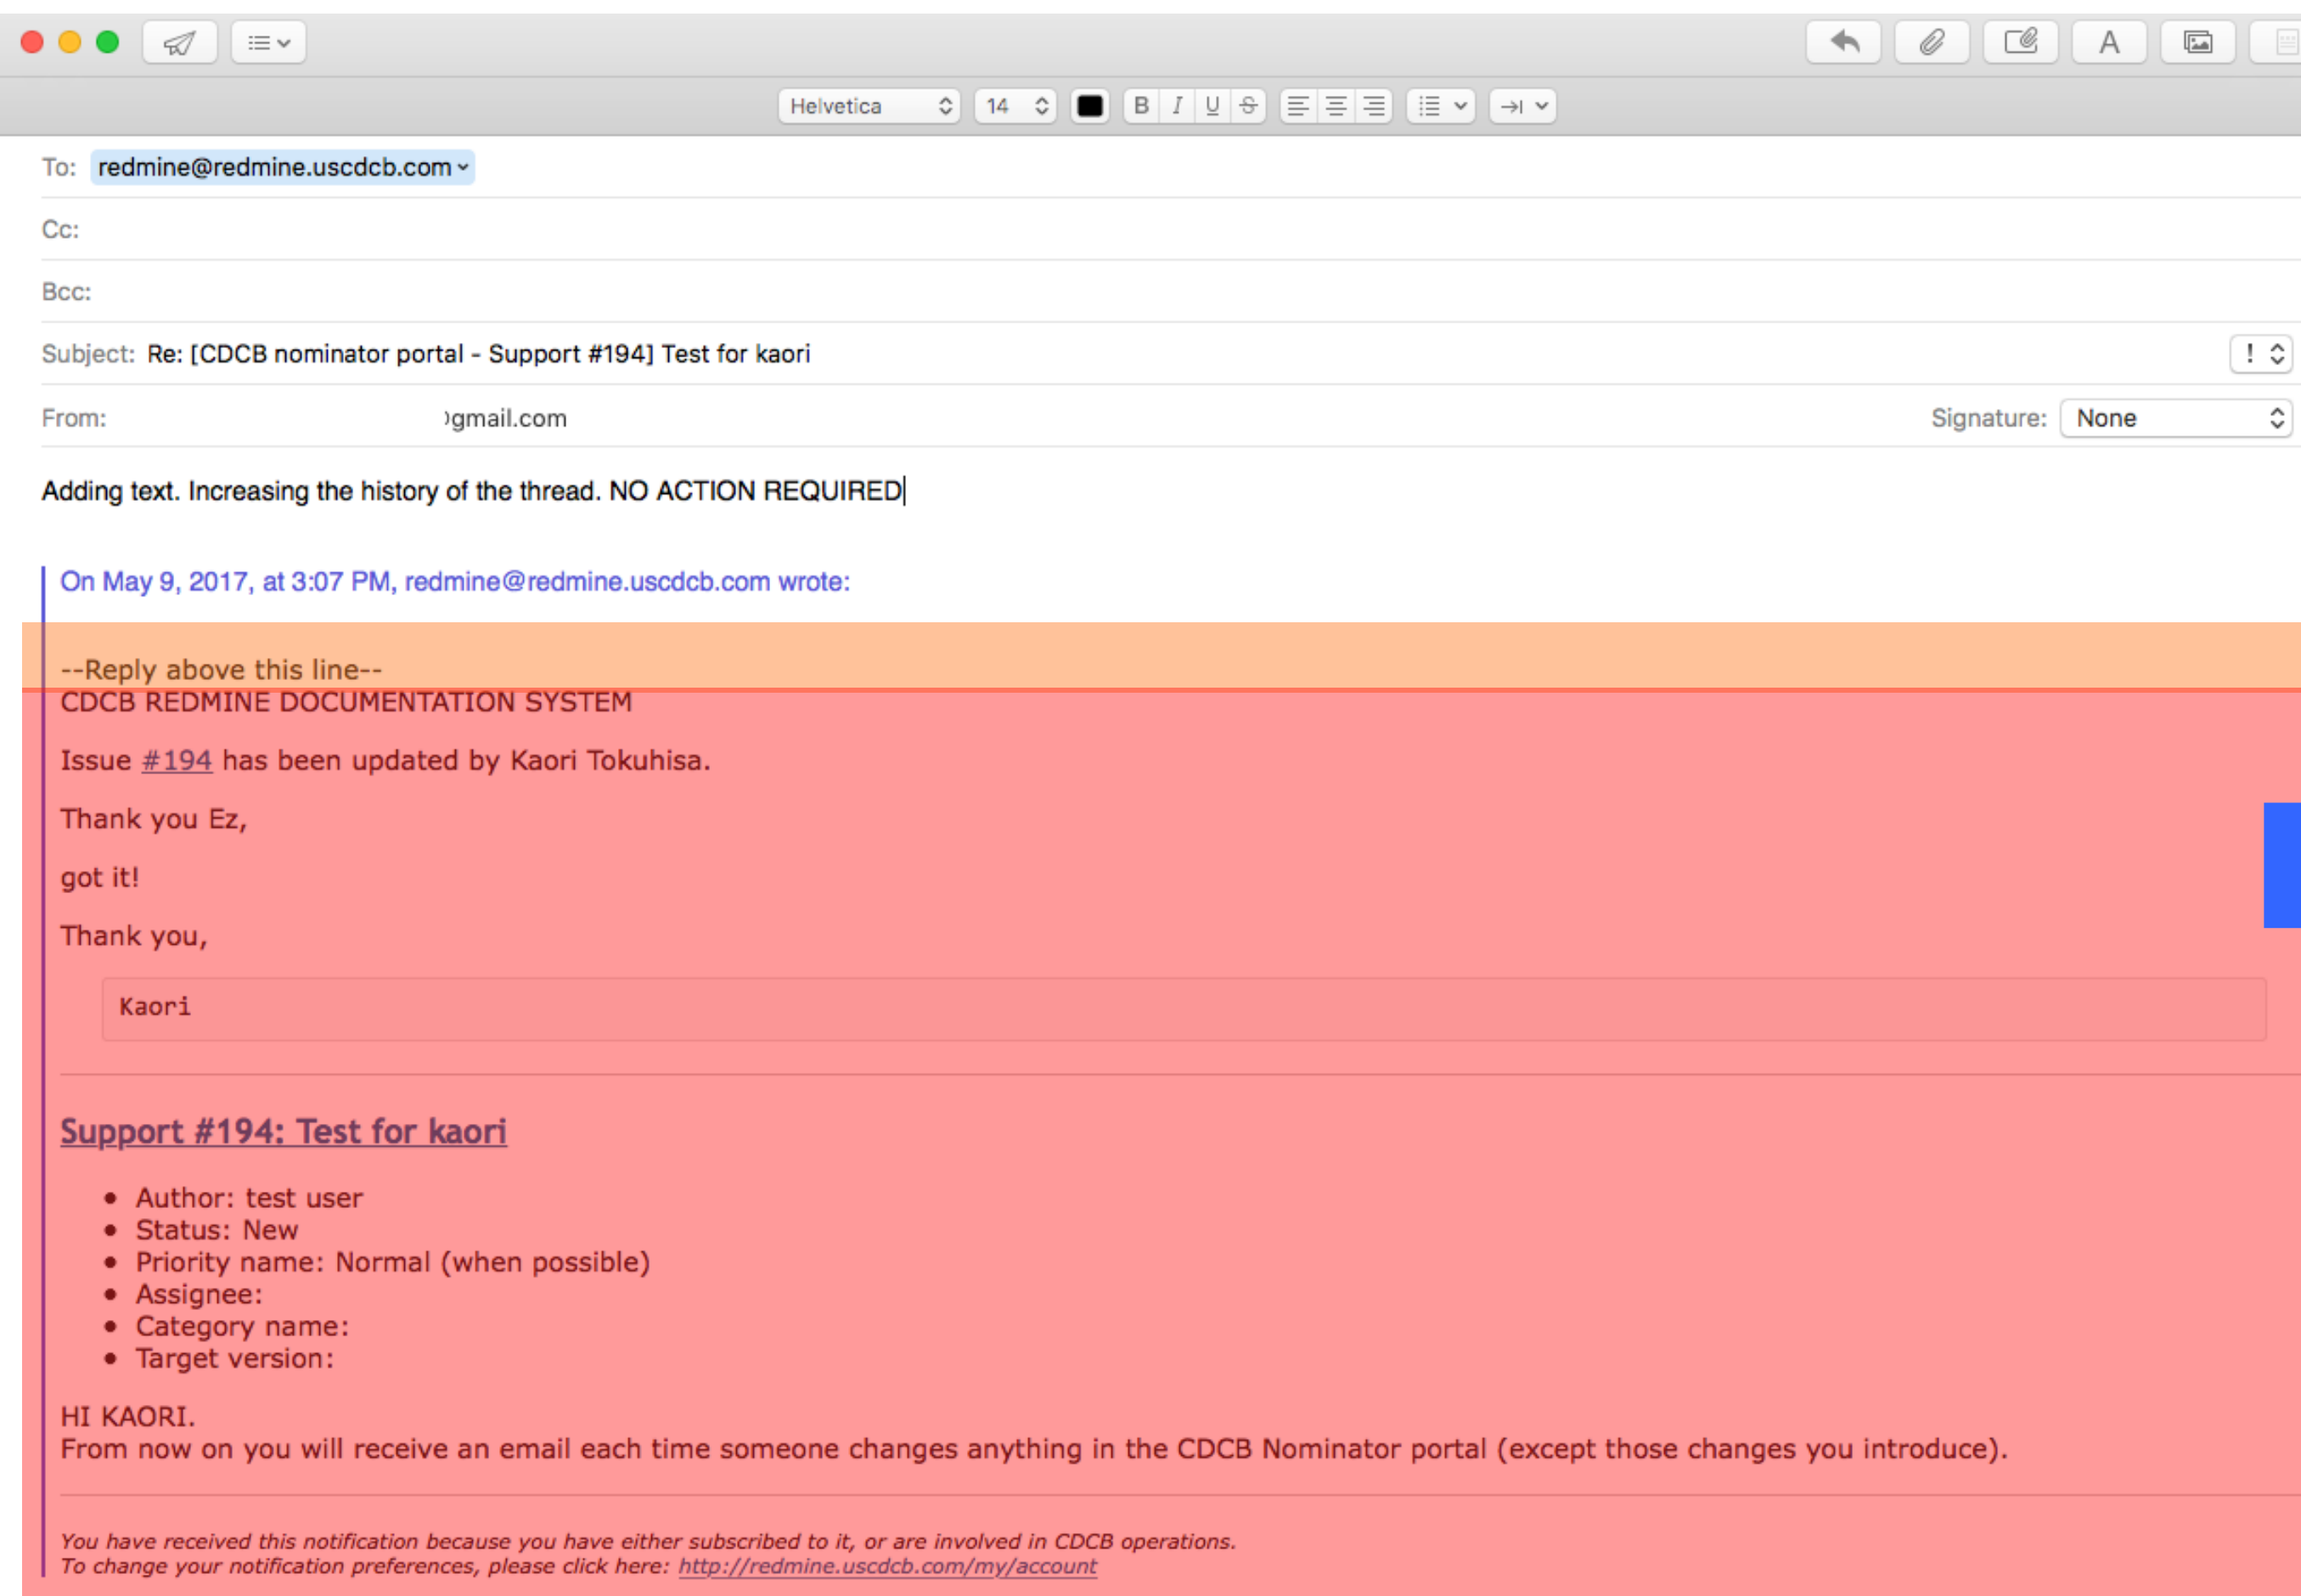 Helvetica 14 B I U S
A
To: redmine@redmine.uscdcb.com
Cc:
Bcc:
Subject: Re: [CDCB nominator portal - Support #194] Test for kaori !
From: @gmail.com Signature: None
Adding text. Increasing the history of the thread. NO ACTION REQUIRED
On May 9, 2017, at 3:07 PM, redmine@redmine.uscdcb.com wrote:
--Reply above this line--
CDCB REDMINE DOCUMENTATION SYSTEM
Issue #194 has been updated by Kaori Tokuhisa.
Thank you Ez,
got it!
Thank you,
Kaori
Support #194: Test for kaori
• Author: test user
• Status: New
• Priority name: Normal (when possible)
• Assignee:
• Category name:
• Target version:
HI KAORI.
From now on you will receive an email each time someone changes anything in the CDCB Nominator portal (except those changes you introduce).
You have received this notification because you have either subscribed to it, or are involved in CDCB operations.
To change your notification preferences, please click here: http://redmine.uscdcb.com/my/account